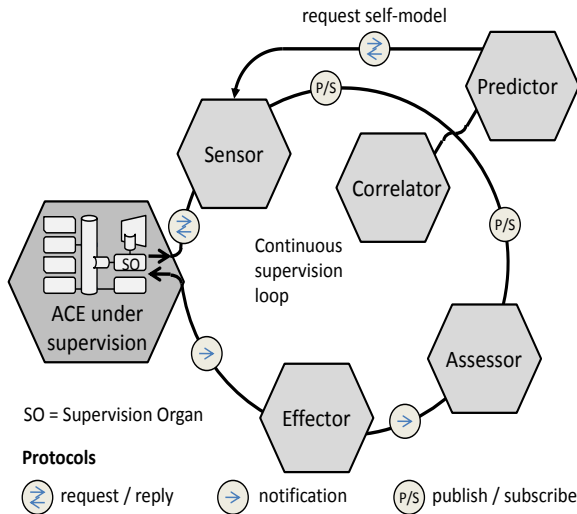 request self-model
P/S
Predictor
Sensor
Correlator
P/S
Continuous
supervision
loop
SO
ACE under
supervision
Assessor
Effector
SO = Supervision Organ
Protocols
request / reply
notification
P/S
publish / subscribe